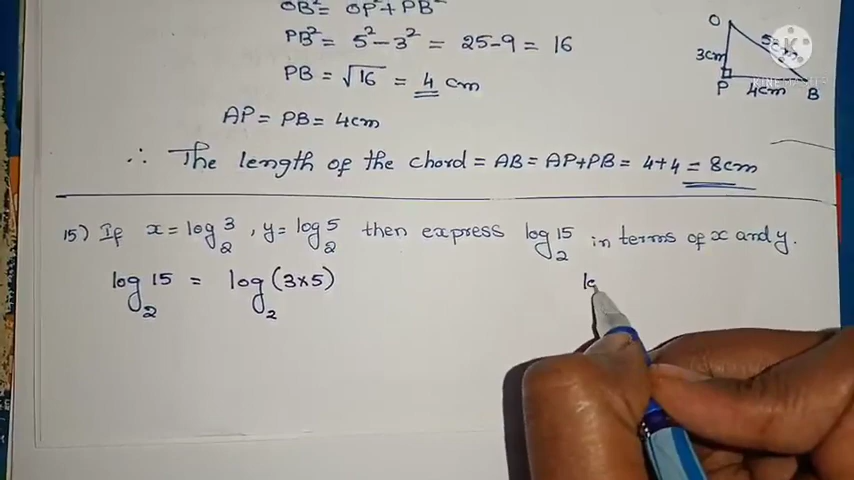 OB² = OP² + PB²
PB² = 5² - 3² = 25 - 9 = 16
PB = √16 = 4 cm
AP = PB = 4cm
∴ The length of the chord = AB = AP+PB = 4+4 = 8cm
O
5cm
3cm
P 4cm B
KINEMASTER
15) If x = log₂3, y = log₂5 then express log₂15 in terms of x and y.
log₂15 = log₂(3×5)
lo